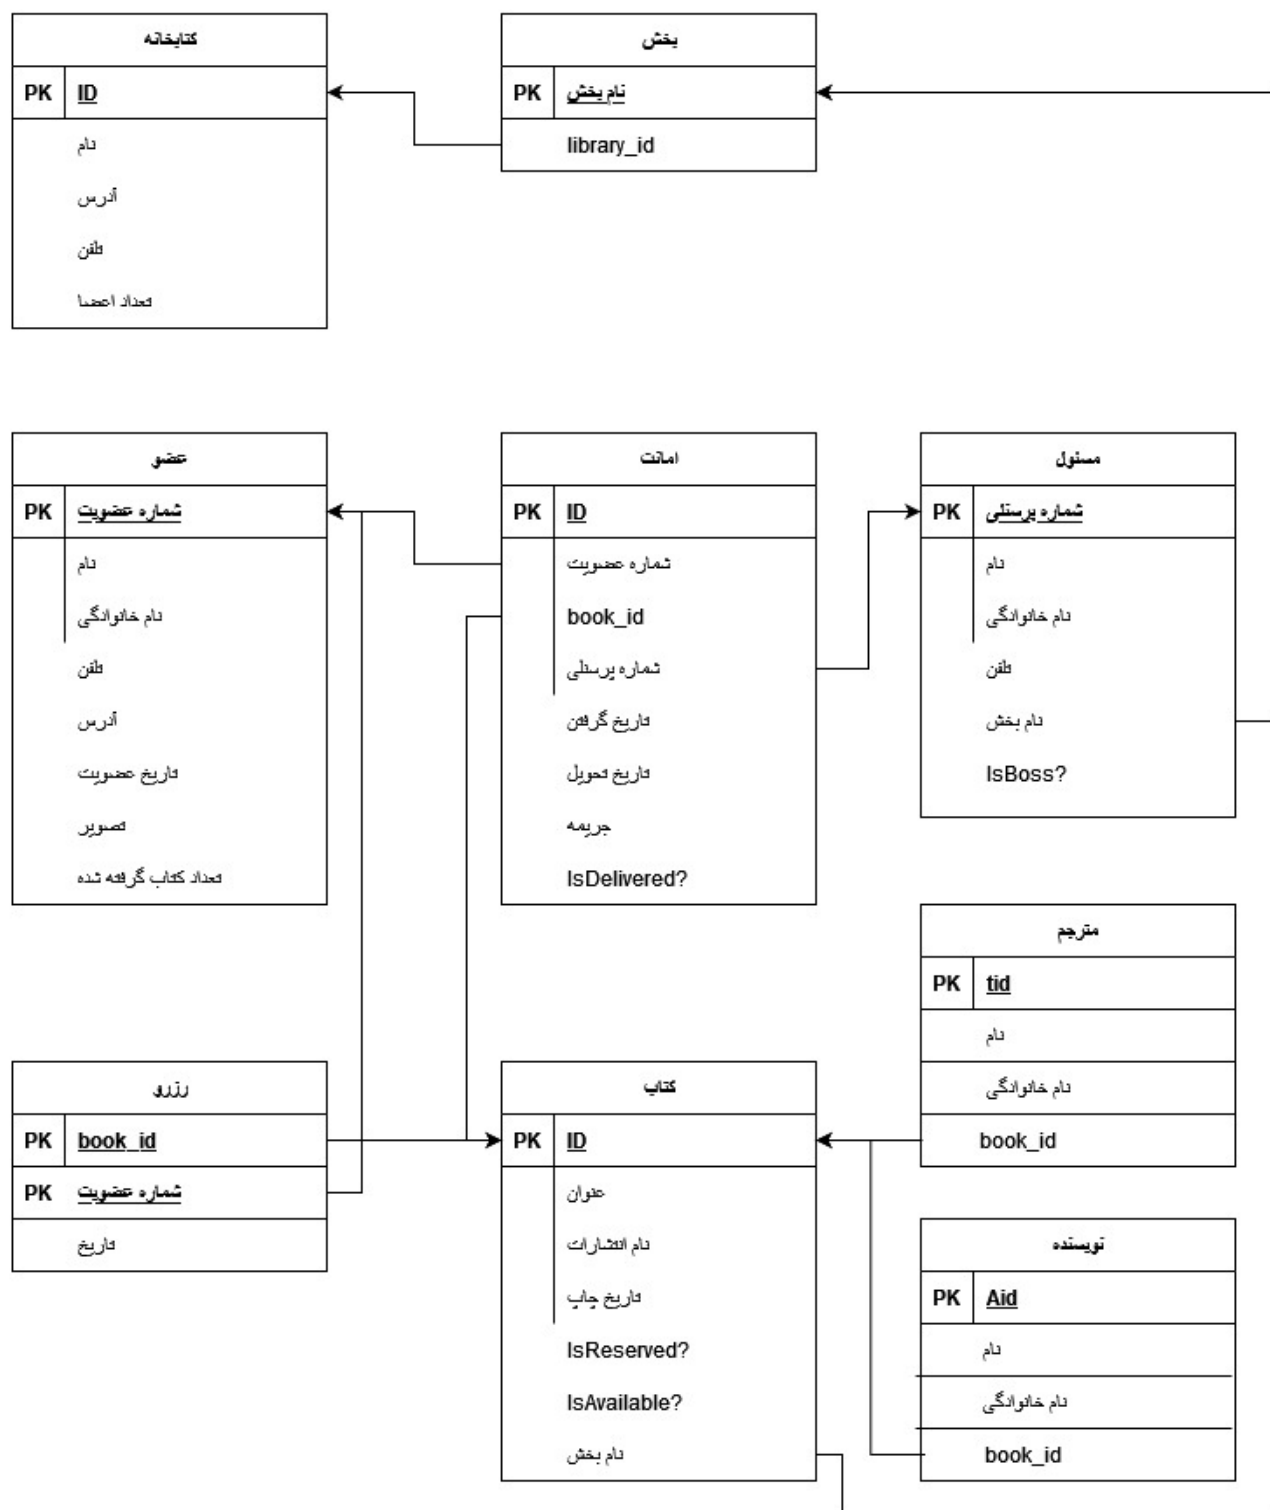 کتابخانه
PK ID
نام
آدرس
تلفن
تعداد اعضا
بخش
PK نام بخش
library_id
عضو
PK شماره عضویت
نام
نام خانوادگی
تلفن
آدرس
تاریخ عضویت
تصویر
تعداد کتاب گرفته شده
امانت
PK ID
شماره عضویت
book_id
شماره پرسنلی
تاریخ گرفتن
تاریخ تحویل
جریمه
IsDelivered?
مسئول
PK شماره پرسنلی
نام
نام خانوادگی
تلفن
نام بخش
IsBoss?
مترجم
PK tid
نام
نام خانوادگی
book_id
رزرو
PK book_id
PK شماره عضویت
تاریخ
کتاب
PK ID
عنوان
نام انتشارات
تاریخ چاپ
IsReserved?
IsAvailable?
نام بخش
نویسنده
PK Aid
نام
نام خانوادگی
book_id